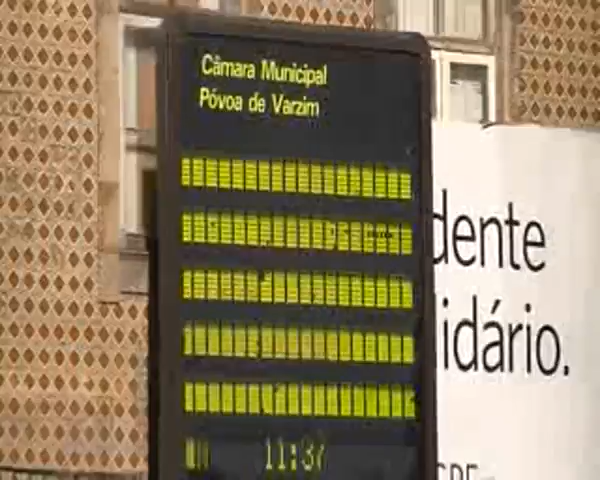 Câmara Municipal
Póvoa de Varzim
dente
idário.
11:37